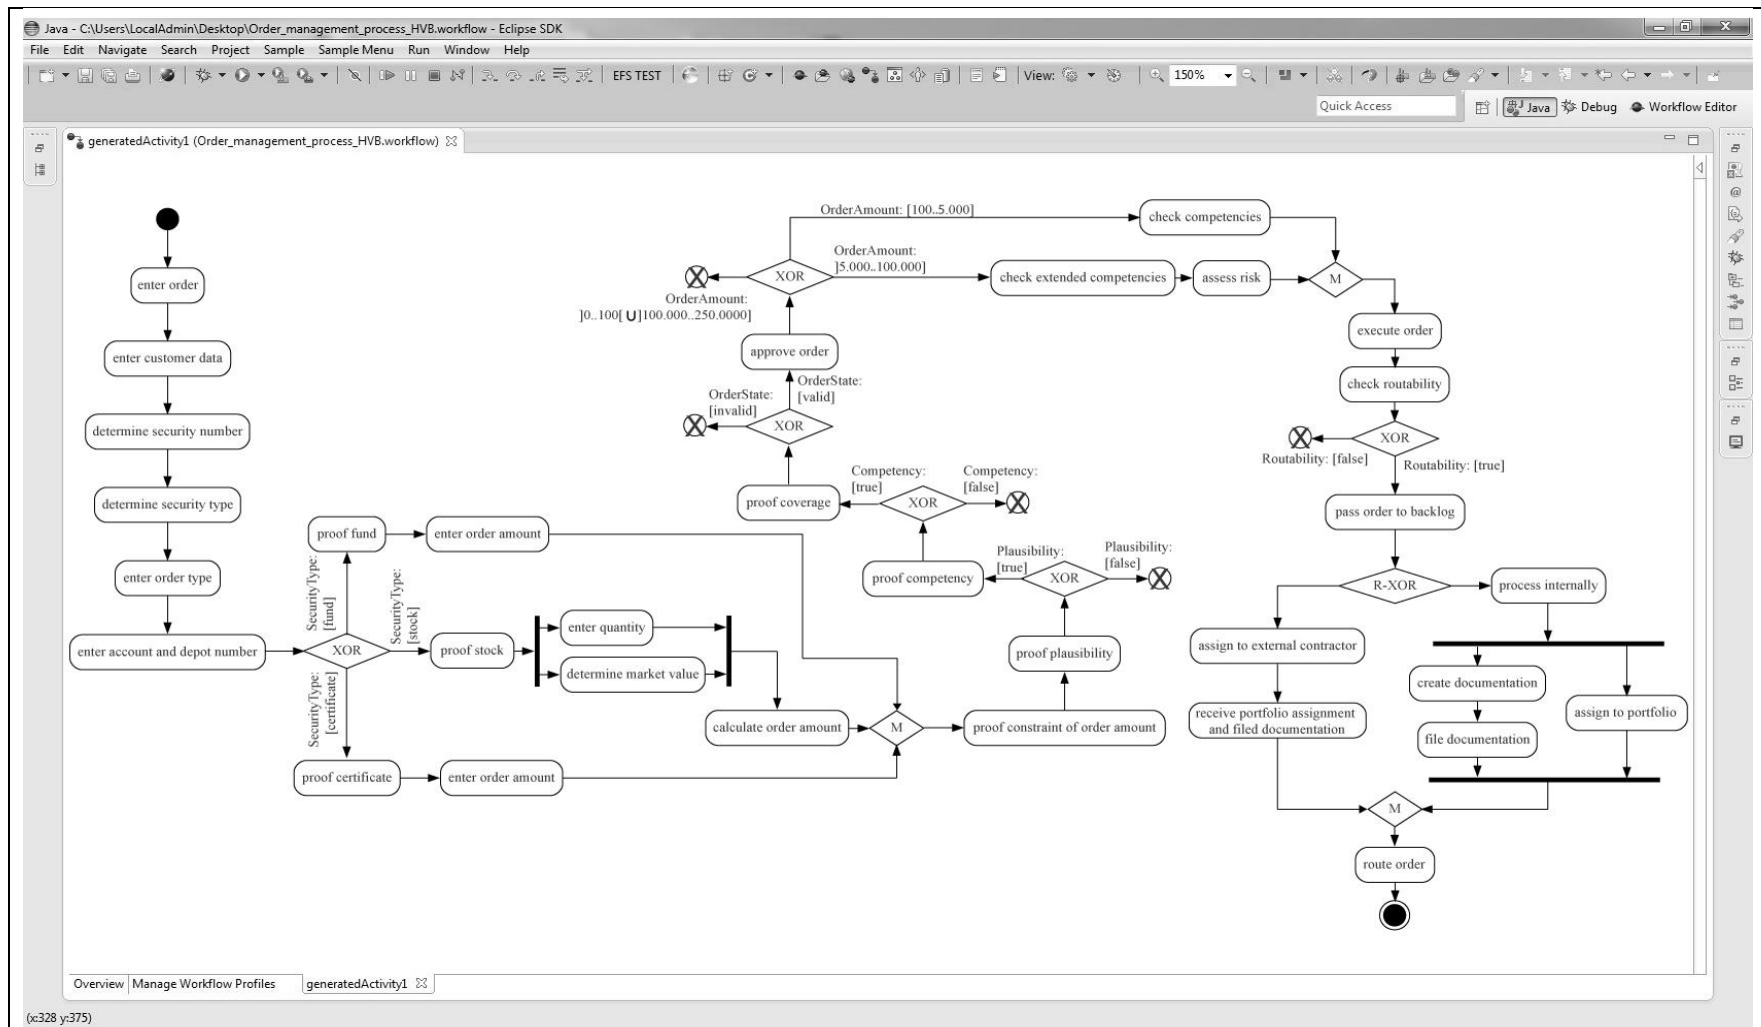 Java - C:\Users\LocalAdmin\Desktop\Order_management_process_HVB.workflow - Eclipse SDK
File Edit Navigate Search Project Sample Sample Menu Run Window Help
EFS TEST View: 150%
Quick Access Java Debug Workflow Editor
generatedActivity1 (Order_management_process_HVB.workflow)
enter order
enter customer data
determine security number
determine security type
enter order type
enter account and depot number
XOR
SecurityType:
[fund]
SecurityType:
[stock]
SecurityType:
[certificate]
proof fund
enter order amount
proof stock
enter quantity
determine market value
calculate order amount
proof certificate
enter order amount
M
proof constraint of order amount
proof plausibility
XOR
Plausibility:
[true]
Plausibility:
[false]
proof competency
XOR
Competency:
[true]
Competency:
[false]
proof coverage
XOR
OrderState:
[invalid]
OrderState:
[valid]
approve order
XOR
OrderAmount:
]0..100[ U ]100.000..250.0000]
OrderAmount: [100..5.000]
OrderAmount:
]5.000..100.000]
check competencies
check extended competencies
assess risk
M
execute order
check routability
XOR
Routability: [false]
Routability: [true]
pass order to backlog
R-XOR
process internally
assign to external contractor
receive portfolio assignment
and filed documentation
create documentation
file documentation
assign to portfolio
M
route order
Overview Manage Workflow Profiles generatedActivity1
(x:328 y:375)